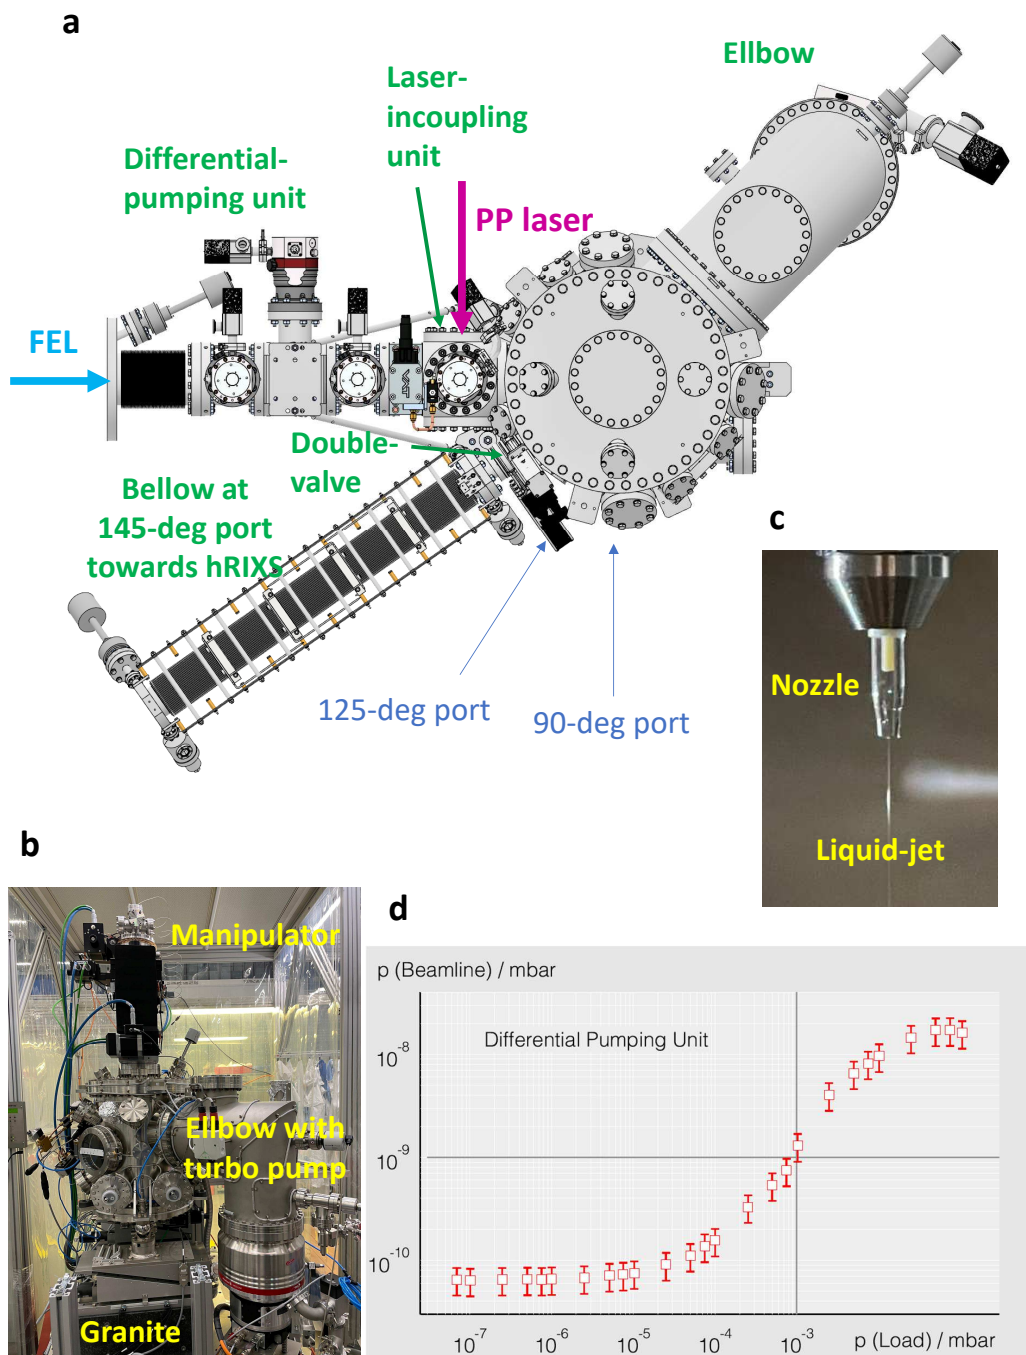 a
Ellbow
Laser-
incoupling
unit
Differential-
pumping unit
PP laser
FEL
Double-
valve
Bellow at
145-deg port
towards hRIXS
125-deg port
90-deg port
c
Nozzle
Liquid-jet
b
Manipulator
Ellbow with
turbo pump
Granite
d
p (Beamline) / mbar
Differential Pumping Unit
10⁻⁸
10⁻⁹
10⁻¹⁰
10⁻⁷ 10⁻⁶ 10⁻⁵ 10⁻⁴ 10⁻³ p (Load) / mbar
VAT